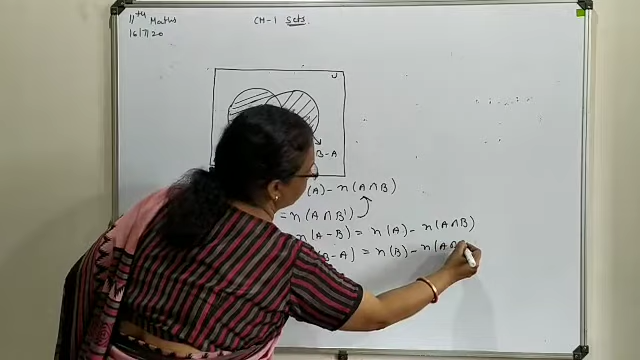 11th Maths CH-1 Sets.
16/7/20
U
B-A
(A) - n(A∩B)
= n(A∩B')
n(A-B) = n(A) - n(A∩B)
(B-A) = n(B) - n(A∩